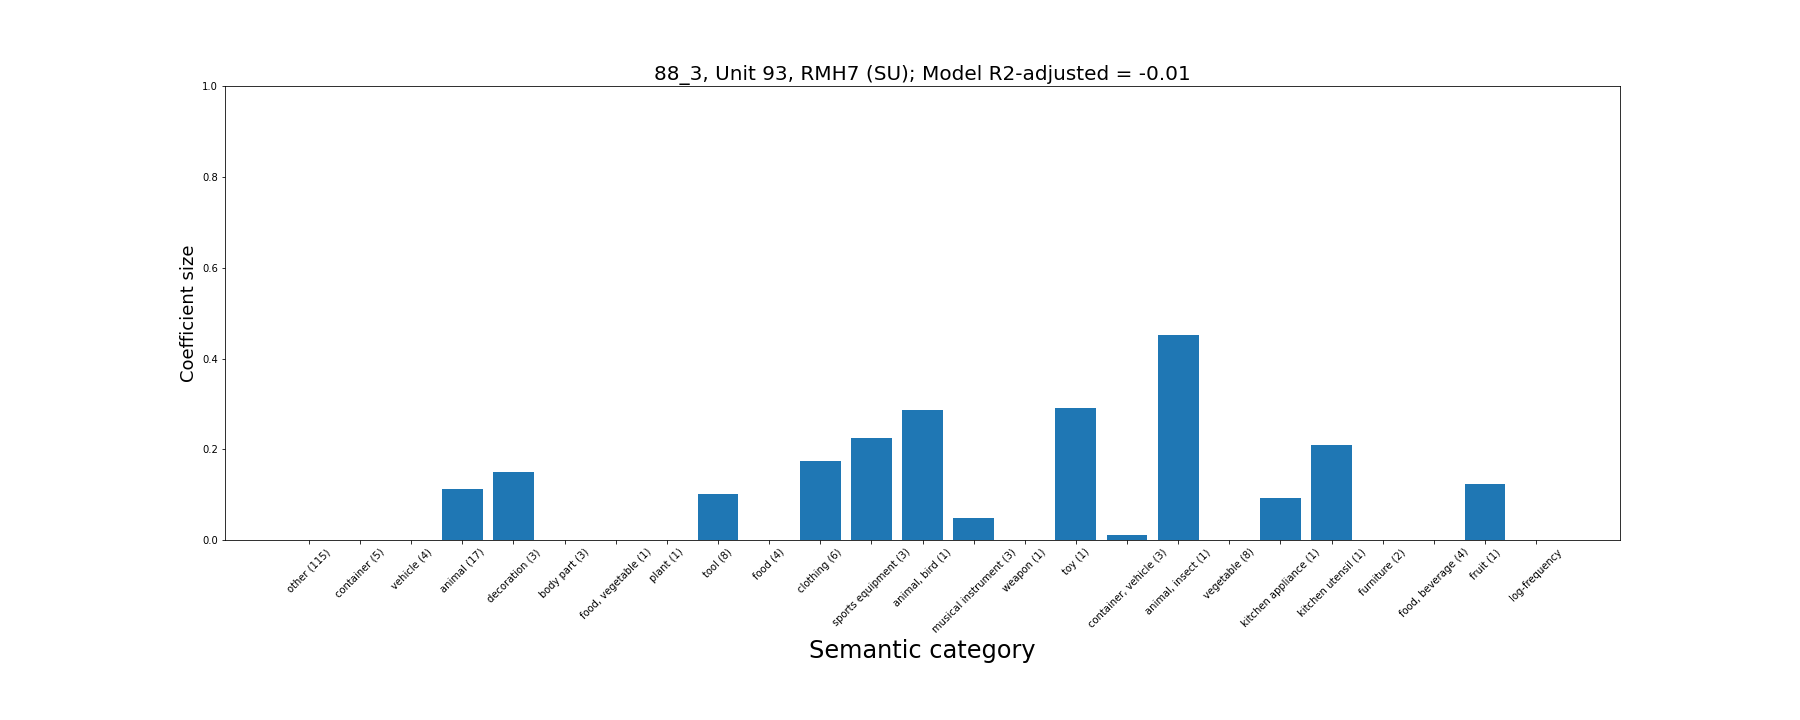 88_3, Unit 93, RMH7 (SU); Model R2-adjusted = -0.01
Coefficient size
1.0
0.8
0.6
0.4
0.2
0.0
other (115)
container (5)
vehicle (4)
animal (17)
decoration (3)
body part (3)
food, vegetable (1)
plant (1)
tool (8)
food (4)
clothing (6)
sports equipment (3)
animal, bird (1)
musical instrument (3)
weapon (1)
toy (1)
container, vehicle (3)
animal, insect (1)
vegetable (8)
kitchen appliance (1)
kitchen utensil (1)
furniture (2)
food, beverage (4)
fruit (1)
log-frequency
Semantic category